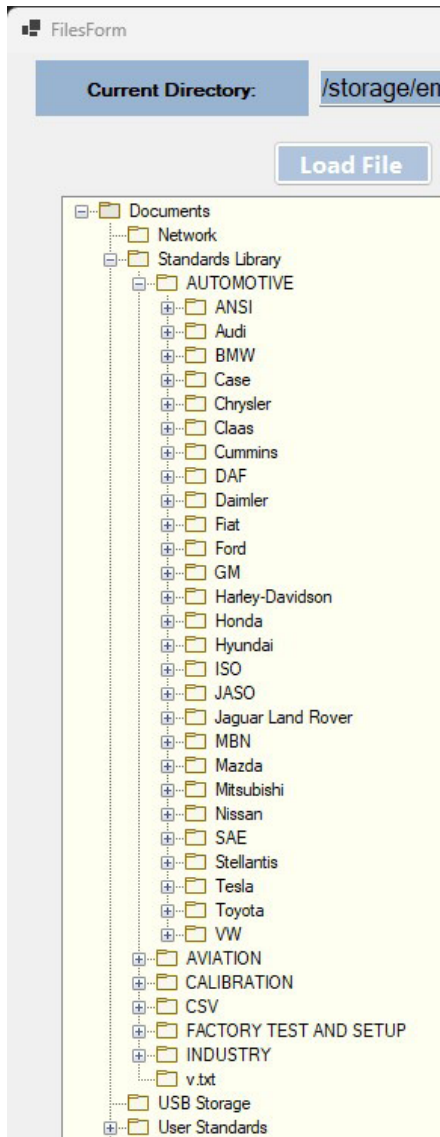 FilesForm
Current Directory: /storage/em
Load File
Documents
Network
Standards Library
AUTOMOTIVE
ANSI
Audi
BMW
Case
Chrysler
Claas
Cummins
DAF
Daimler
Fiat
Ford
GM
Harley-Davidson
Honda
Hyundai
ISO
JASO
Jaguar Land Rover
MBN
Mazda
Mitsubishi
Nissan
SAE
Stellantis
Tesla
Toyota
VW
AVIATION
CALIBRATION
CSV
FACTORY TEST AND SETUP
INDUSTRY
v.txt
USB Storage
User Standards